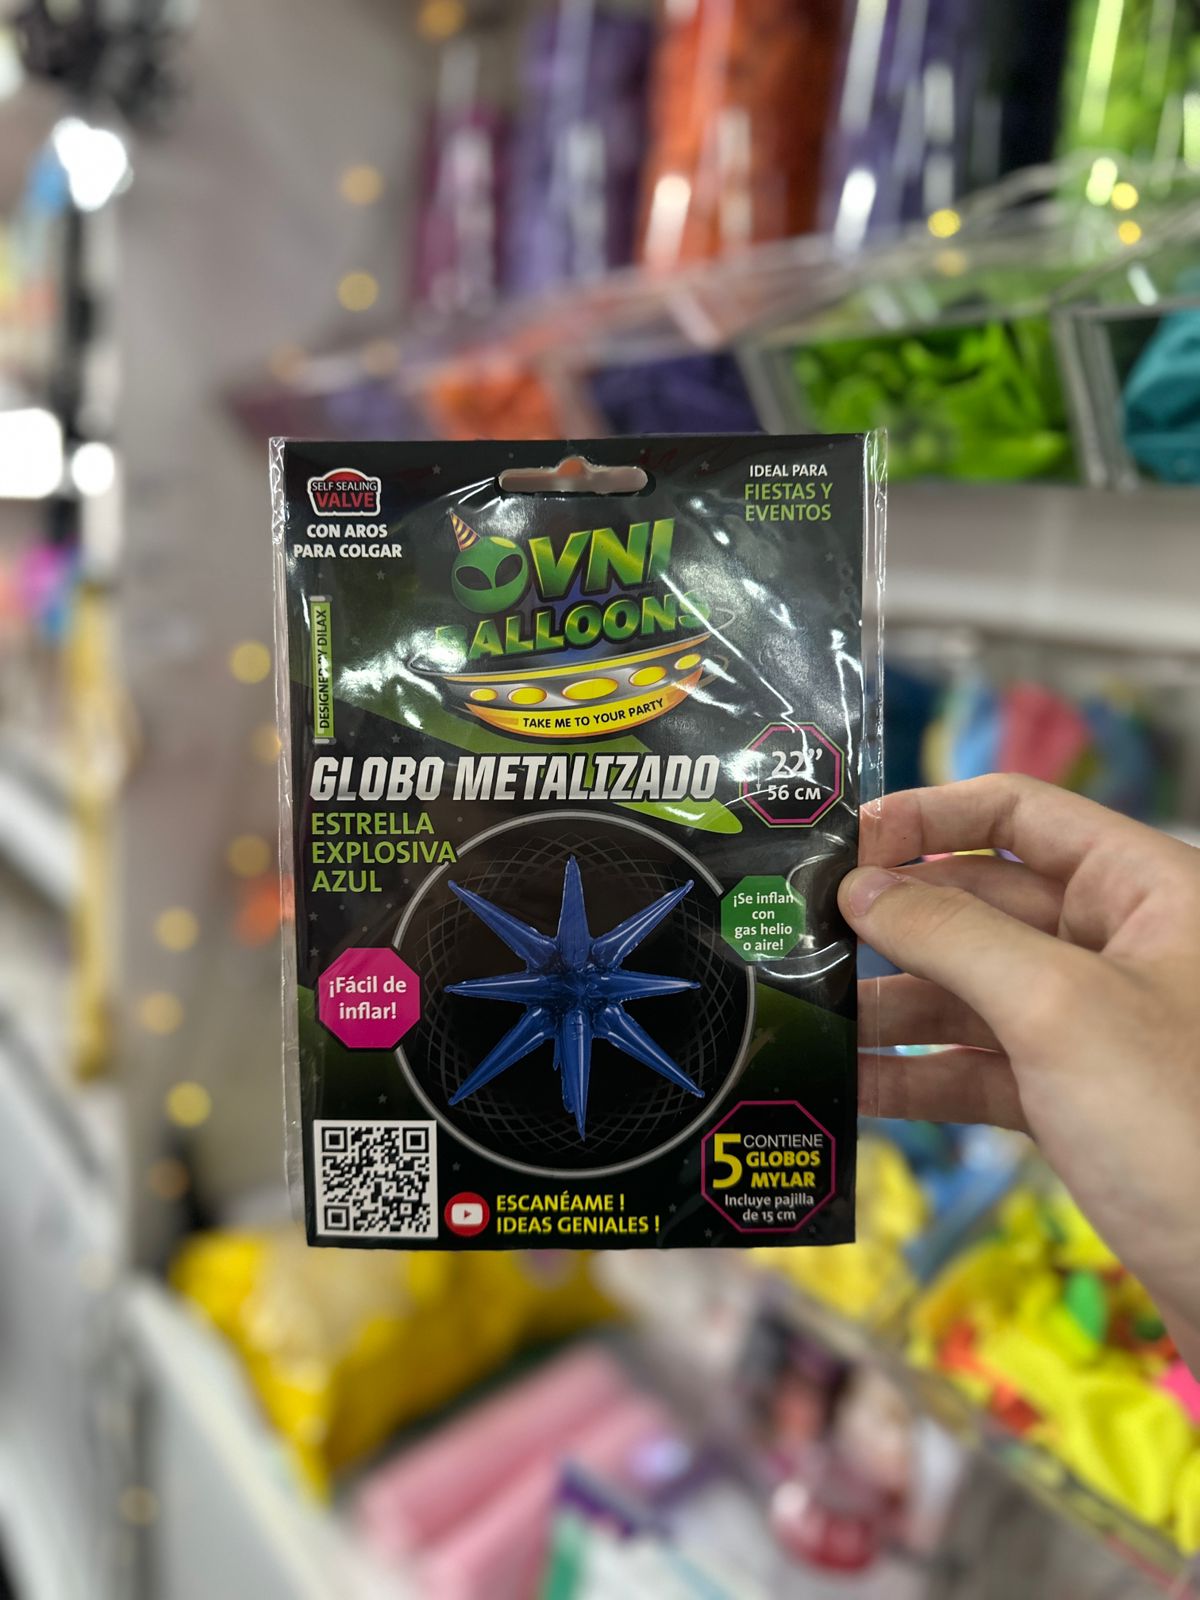 SELF SEALING
VALVE
CON AROS
PARA COLGAR
IDEAL PARA
FIESTAS Y
EVENTOS
OVNI
BALLOONS
TAKE ME TO YOUR PARTY
DESIGNED BY DILAX
GLOBO METALIZADO
22”
56 CM
ESTRELLA
EXPLOSIVA
AZUL
¡Se inflan
con
gas helio
o aire!
¡Fácil de
inflar!
5 CONTIENE
GLOBOS
MYLAR
Incluye pajilla
de 15 cm
ESCANÉAME !
IDEAS GENIALES !